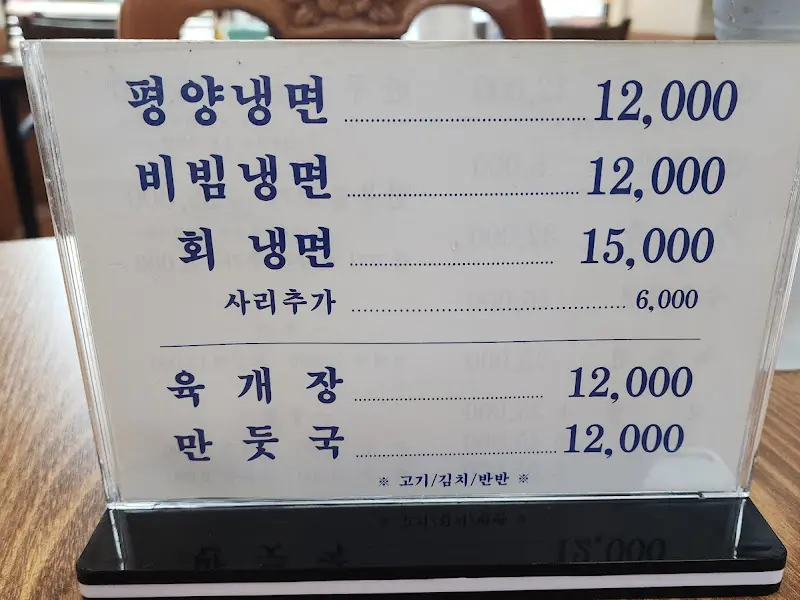 평양냉면 12,000
비빔냉면 12,000
회 냉면 15,000
사리추가 6,000
육 개 장 12,000
만 둣 국 12,000
※ 고기/김치/반반 ※